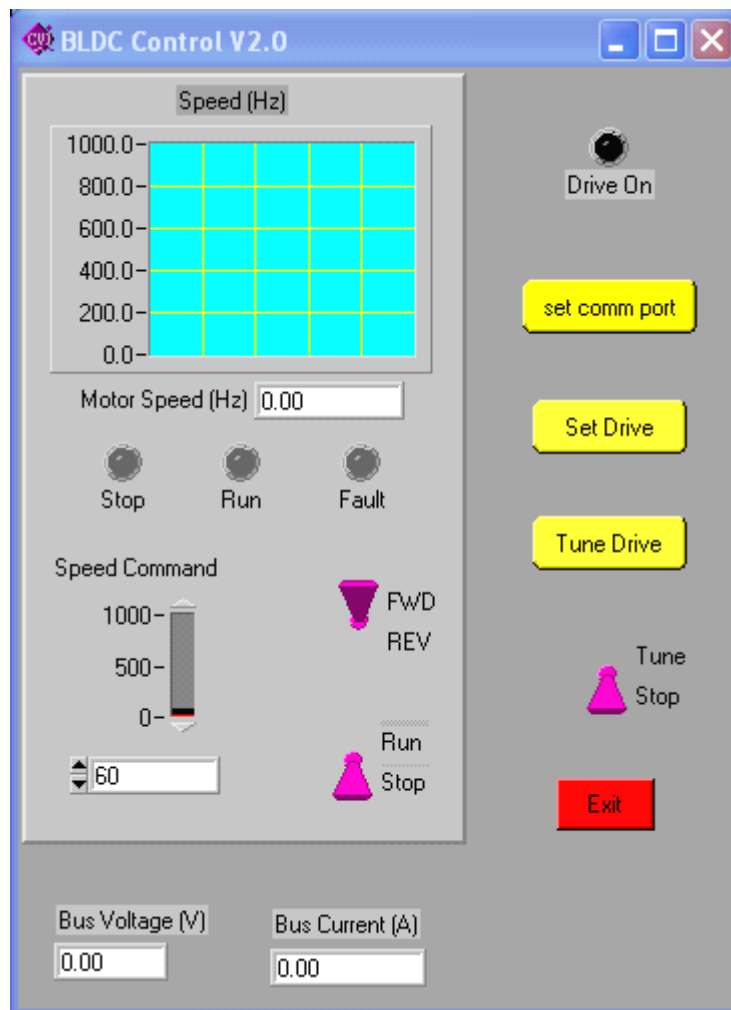 BLDC Control V2.0
Speed (Hz)
1000.0
800.0
600.0
400.0
200.0
0.0
Motor Speed (Hz) 0.00
Stop Run Fault
Speed Command
1000
500
0
60
FWD
REV
Run
Stop
Drive On
set comm port
Set Drive
Tune Drive
Tune
Stop
Exit
Bus Voltage (V)
0.00
Bus Current (A)
0.00